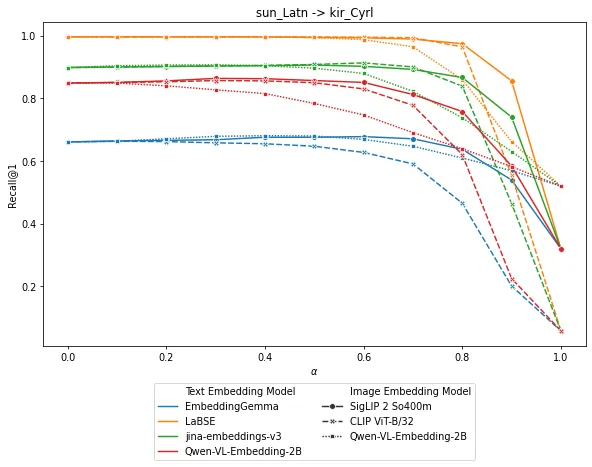 sun_Latn -> kir_Cyrl
1.0
0.8
0.6
0.4
0.2
Recall@1
0.0 0.2 0.4 0.6 0.8 1.0
α
Text Embedding Model Image Embedding Model
EmbeddingGemma SigLIP 2 So400m
LaBSE CLIP ViT-B/32
jina-embeddings-v3 Qwen-VL-Embedding-2B
Qwen-VL-Embedding-2B